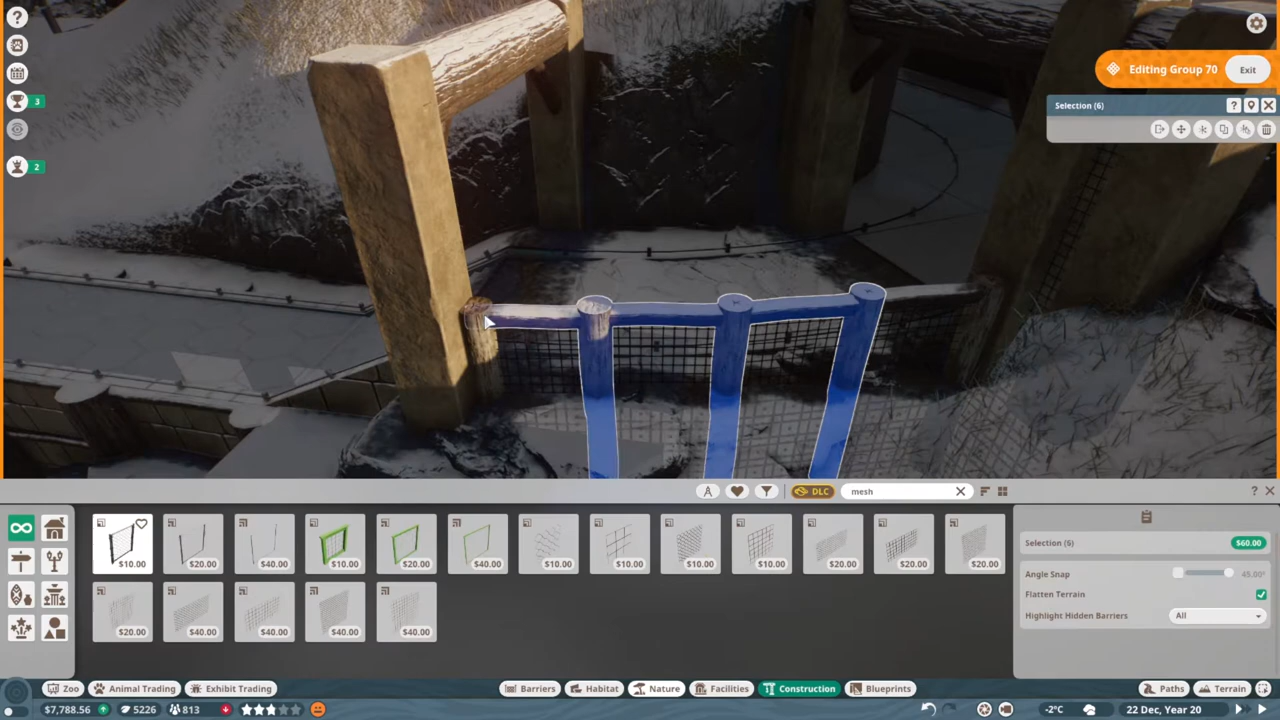 ?
Editing Group 70 Exit
Selection (6) ?
3
2
DLC mesh ?
$10.00 $20.00 $40.00 $10.00 $20.00 $40.00 $10.00 $10.00 $10.00 $10.00 $20.00 $20.00 $20.00
$20.00 $40.00 $40.00 $40.00 $40.00
Selection (6) $60.00
Angle Snap 45.00°
Flatten Terrain
Highlight Hidden Barriers All
Zoo Animal Trading Exhibit Trading Barriers Habitat Nature Facilities Construction Blueprints Paths Terrain
$7,788.56 5226 813 -2°C 22 Dec, Year 20